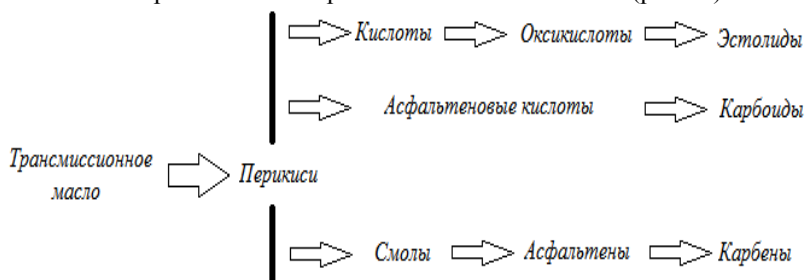 Кислоты Оксикислоты Эстолиды
Асфальтеновые кислоты Карбоиды
Трансмиссионное
масло
Перикиси
Смолы Асфальтены Карбены